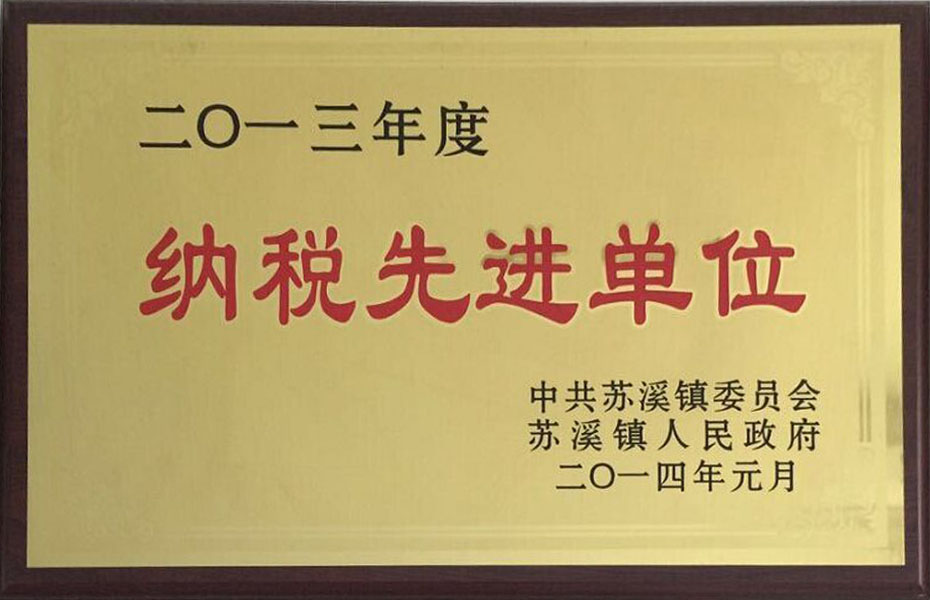 二〇一三年度
纳税先进单位
中共苏溪镇委员会
苏溪镇人民政府
二〇一四年元月